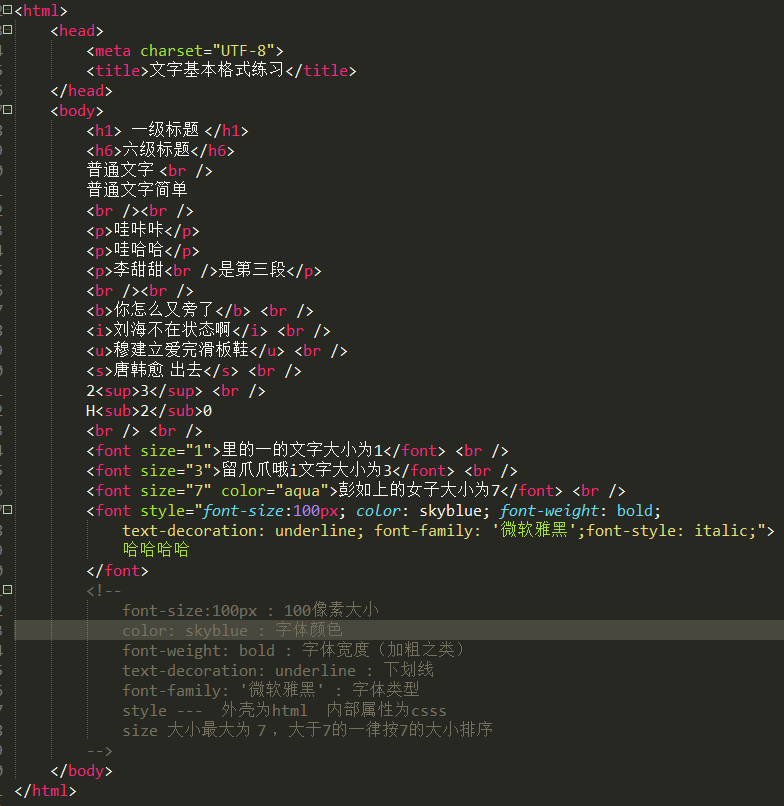 <html>
<head>
<meta charset="UTF-8">
<title>文字基本格式练习</title>
</head>
<body>
<h1> 一级标题 </h1>
<h6>六级标题</h6>
普通文字 <br />
普通文字简单
<br /><br />
<p>哇咔咔</p>
<p>哇哈哈</p>
<p>李甜甜<br />是第三段</p>
<br /><br />
<b>你怎么又旁了</b> <br />
<i>刘海不在状态啊</i> <br />
<u>穆建立爱完滑板鞋</u> <br />
<s>唐韩愈 出去</s> <br />
2<sup>3</sup> <br />
H<sub>2</sub>0
<br /> <br />
<font size="1">里的一的文字大小为1</font> <br />
<font size="3">留爪爪哦i文字大小为3</font> <br />
<font size="7" color="aqua">彭如上的女子大小为7</font> <br />
<font style="font-size:100px; color: skyblue; font-weight: bold;
text-decoration: underline; font-family: '微软雅黑';font-style: italic;">
哈哈哈哈
</font>
<!--
font-size:100px : 100像素大小
color: skyblue : 字体颜色
font-weight: bold : 字体宽度（加粗之类）
text-decoration: underline : 下划线
font-family: '微软雅黑' : 字体类型
style --- 外壳为html 内部属性为csss
size 大小最大为 7 ，大于7的一律按7的大小排序
-->
</body>
</html>